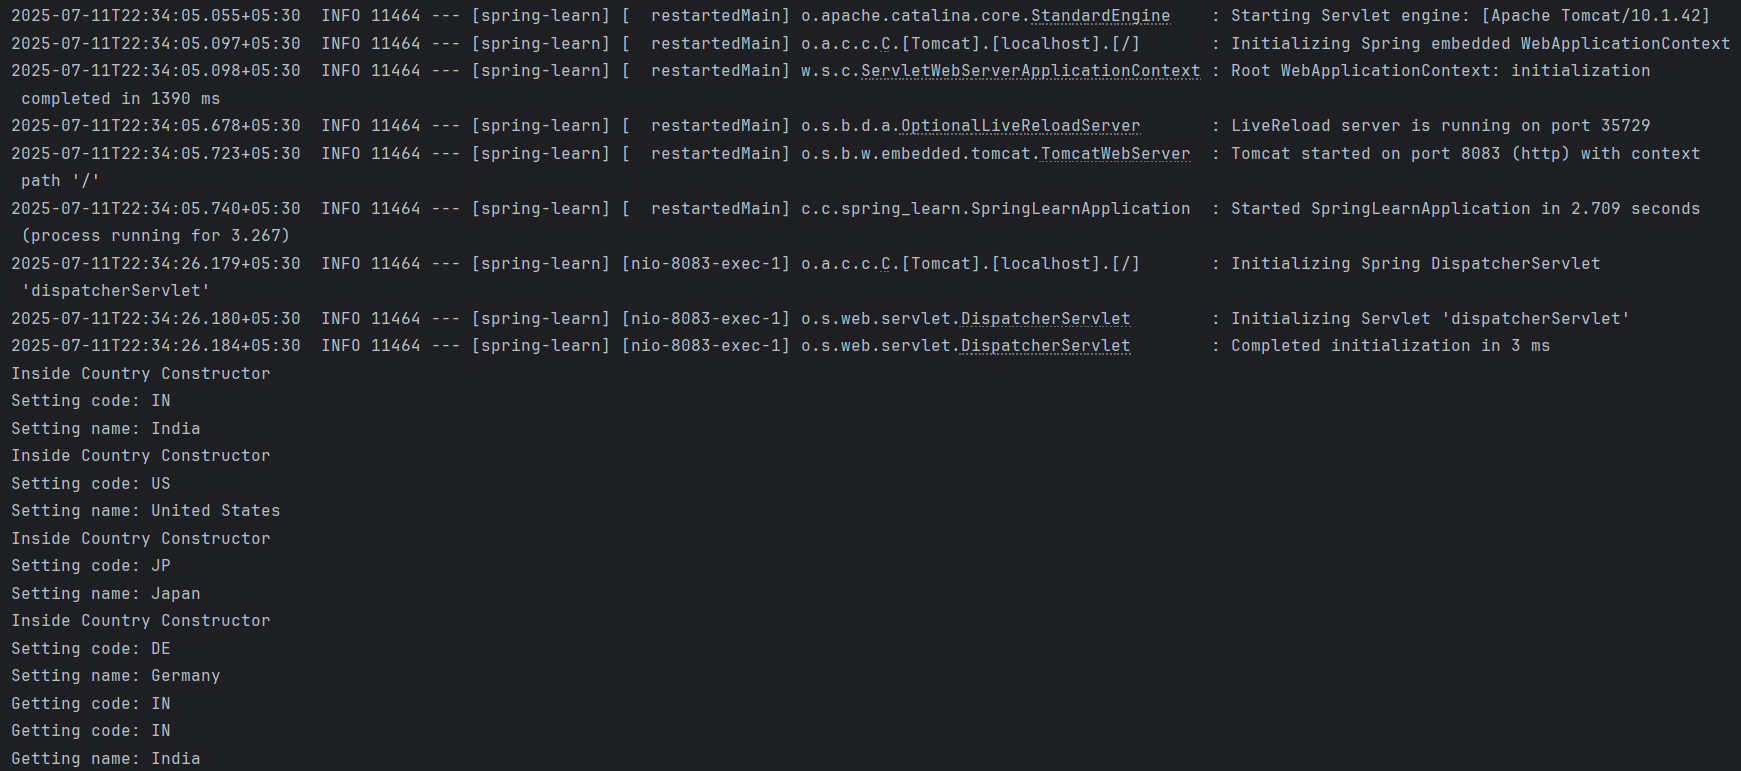 2025-07-11T22:34:05.055+05:30  INFO 11464 --- [spring-learn] [  restartedMain] o.apache.catalina.core.StandardEngine    : Starting Servlet engine: [Apache Tomcat/10.1.42]
2025-07-11T22:34:05.097+05:30  INFO 11464 --- [spring-learn] [  restartedMain] o.a.c.c.C.[Tomcat].[localhost].[/]       : Initializing Spring embedded WebApplicationContext
2025-07-11T22:34:05.098+05:30  INFO 11464 --- [spring-learn] [  restartedMain] w.s.c.ServletWebServerApplicationContext : Root WebApplicationContext: initialization
 completed in 1390 ms
2025-07-11T22:34:05.678+05:30  INFO 11464 --- [spring-learn] [  restartedMain] o.s.b.d.a.OptionalLiveReloadServer       : LiveReload server is running on port 35729
2025-07-11T22:34:05.723+05:30  INFO 11464 --- [spring-learn] [  restartedMain] o.s.b.w.embedded.tomcat.TomcatWebServer  : Tomcat started on port 8083 (http) with context
 path '/'
2025-07-11T22:34:05.740+05:30  INFO 11464 --- [spring-learn] [  restartedMain] c.c.spring_learn.SpringLearnApplication  : Started SpringLearnApplication in 2.709 seconds
 (process running for 3.267)
2025-07-11T22:34:26.179+05:30  INFO 11464 --- [spring-learn] [nio-8083-exec-1] o.a.c.c.C.[Tomcat].[localhost].[/]       : Initializing Spring DispatcherServlet
 'dispatcherServlet'
2025-07-11T22:34:26.180+05:30  INFO 11464 --- [spring-learn] [nio-8083-exec-1] o.s.web.servlet.DispatcherServlet        : Initializing Servlet 'dispatcherServlet'
2025-07-11T22:34:26.184+05:30  INFO 11464 --- [spring-learn] [nio-8083-exec-1] o.s.web.servlet.DispatcherServlet        : Completed initialization in 3 ms
Inside Country Constructor
Setting code: IN
Setting name: India
Inside Country Constructor
Setting code: US
Setting name: United States
Inside Country Constructor
Setting code: JP
Setting name: Japan
Inside Country Constructor
Setting code: DE
Setting name: Germany
Getting code: IN
Getting code: IN
Getting name: India